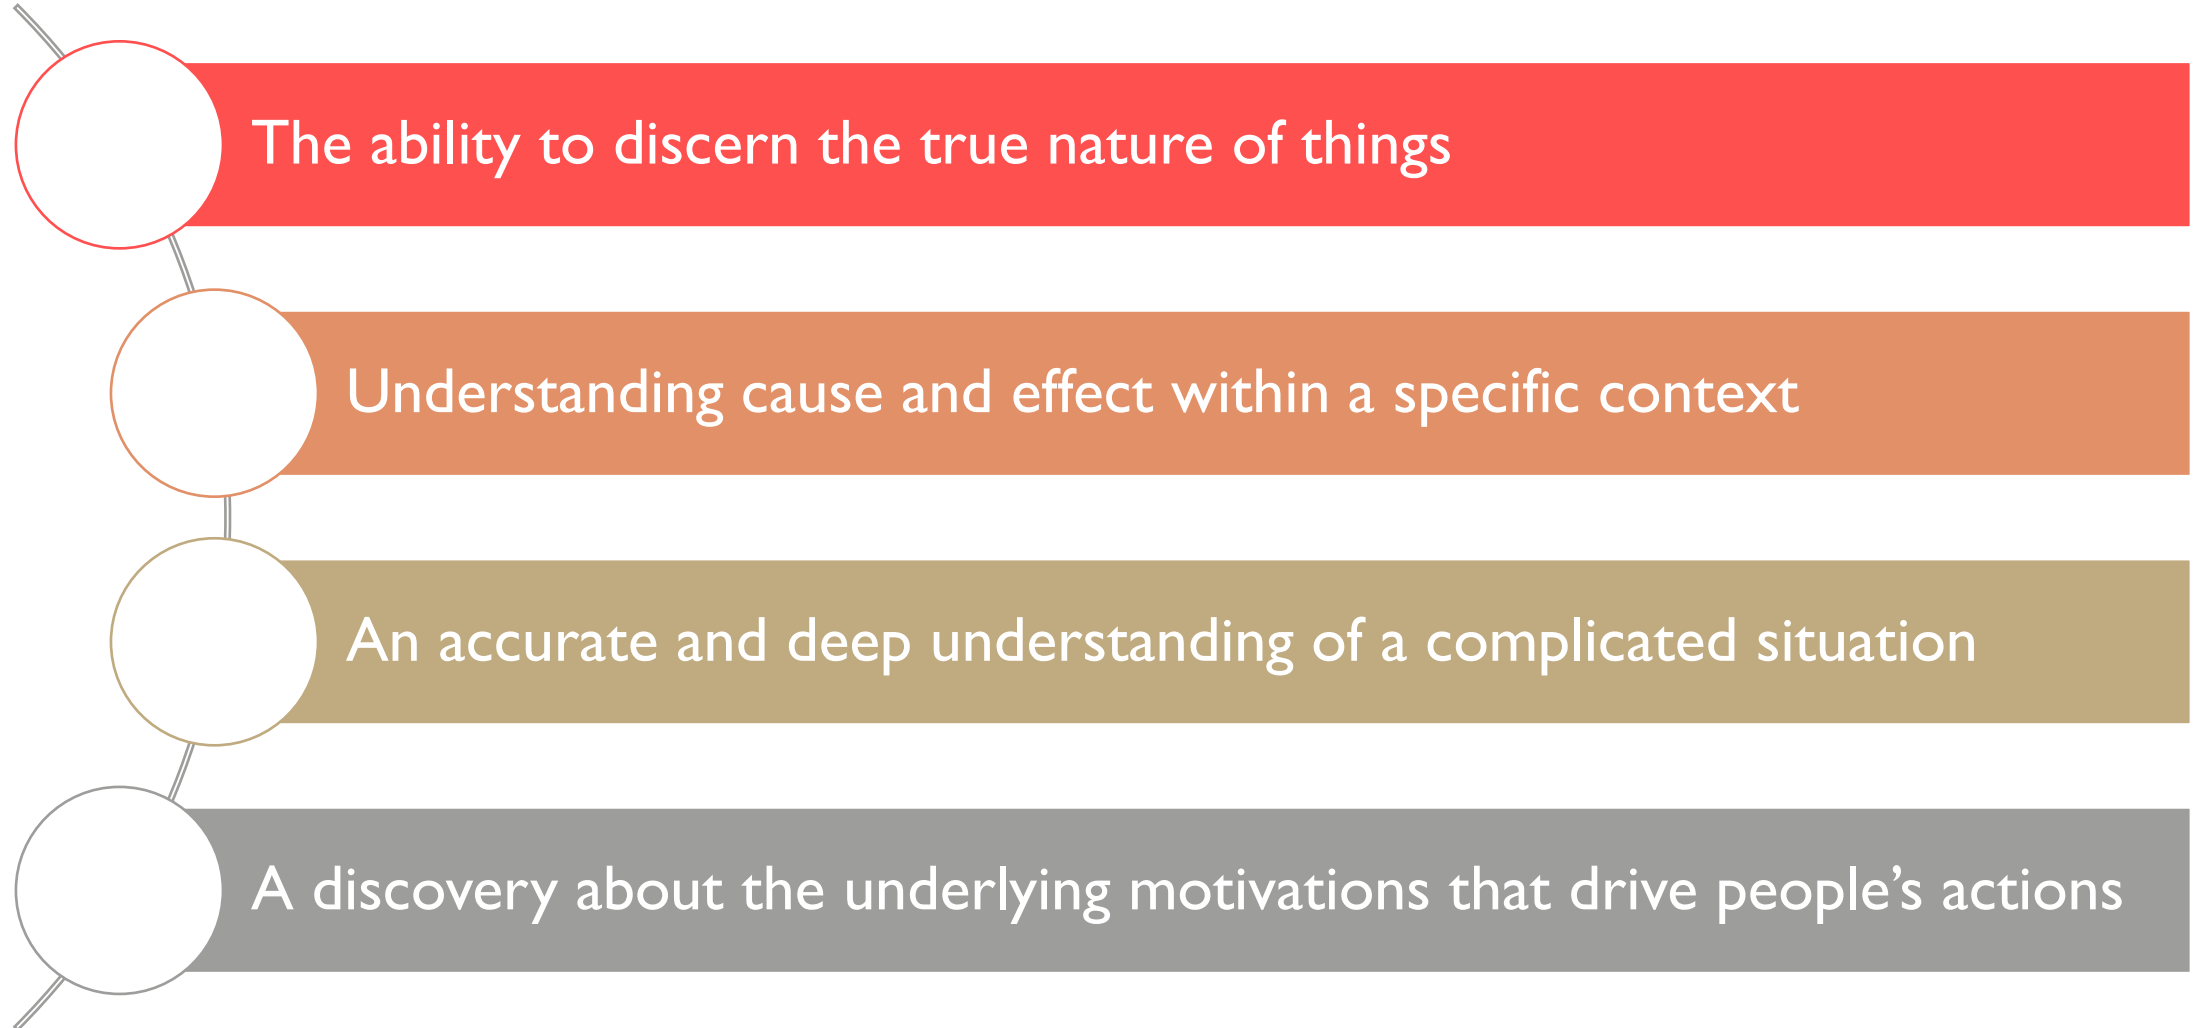 The ability to discern the true nature of things
Understanding cause and effect within a specific context
An accurate and deep understanding of a complicated situation
A discovery about the underlying motivations that drive people’s actions